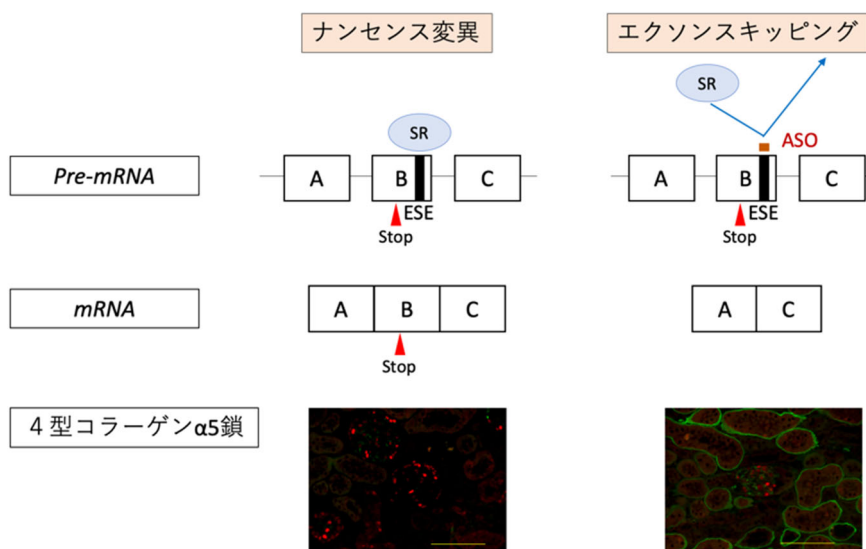 ナンセンス変異
エクソンスキッピング
SR
SR
ASO
Pre-mRNA
A
B
C
A
B
C
ESE
Stop
ESE
Stop
mRNA
A
B
C
A
C
Stop
４型コラーゲンα5鎖